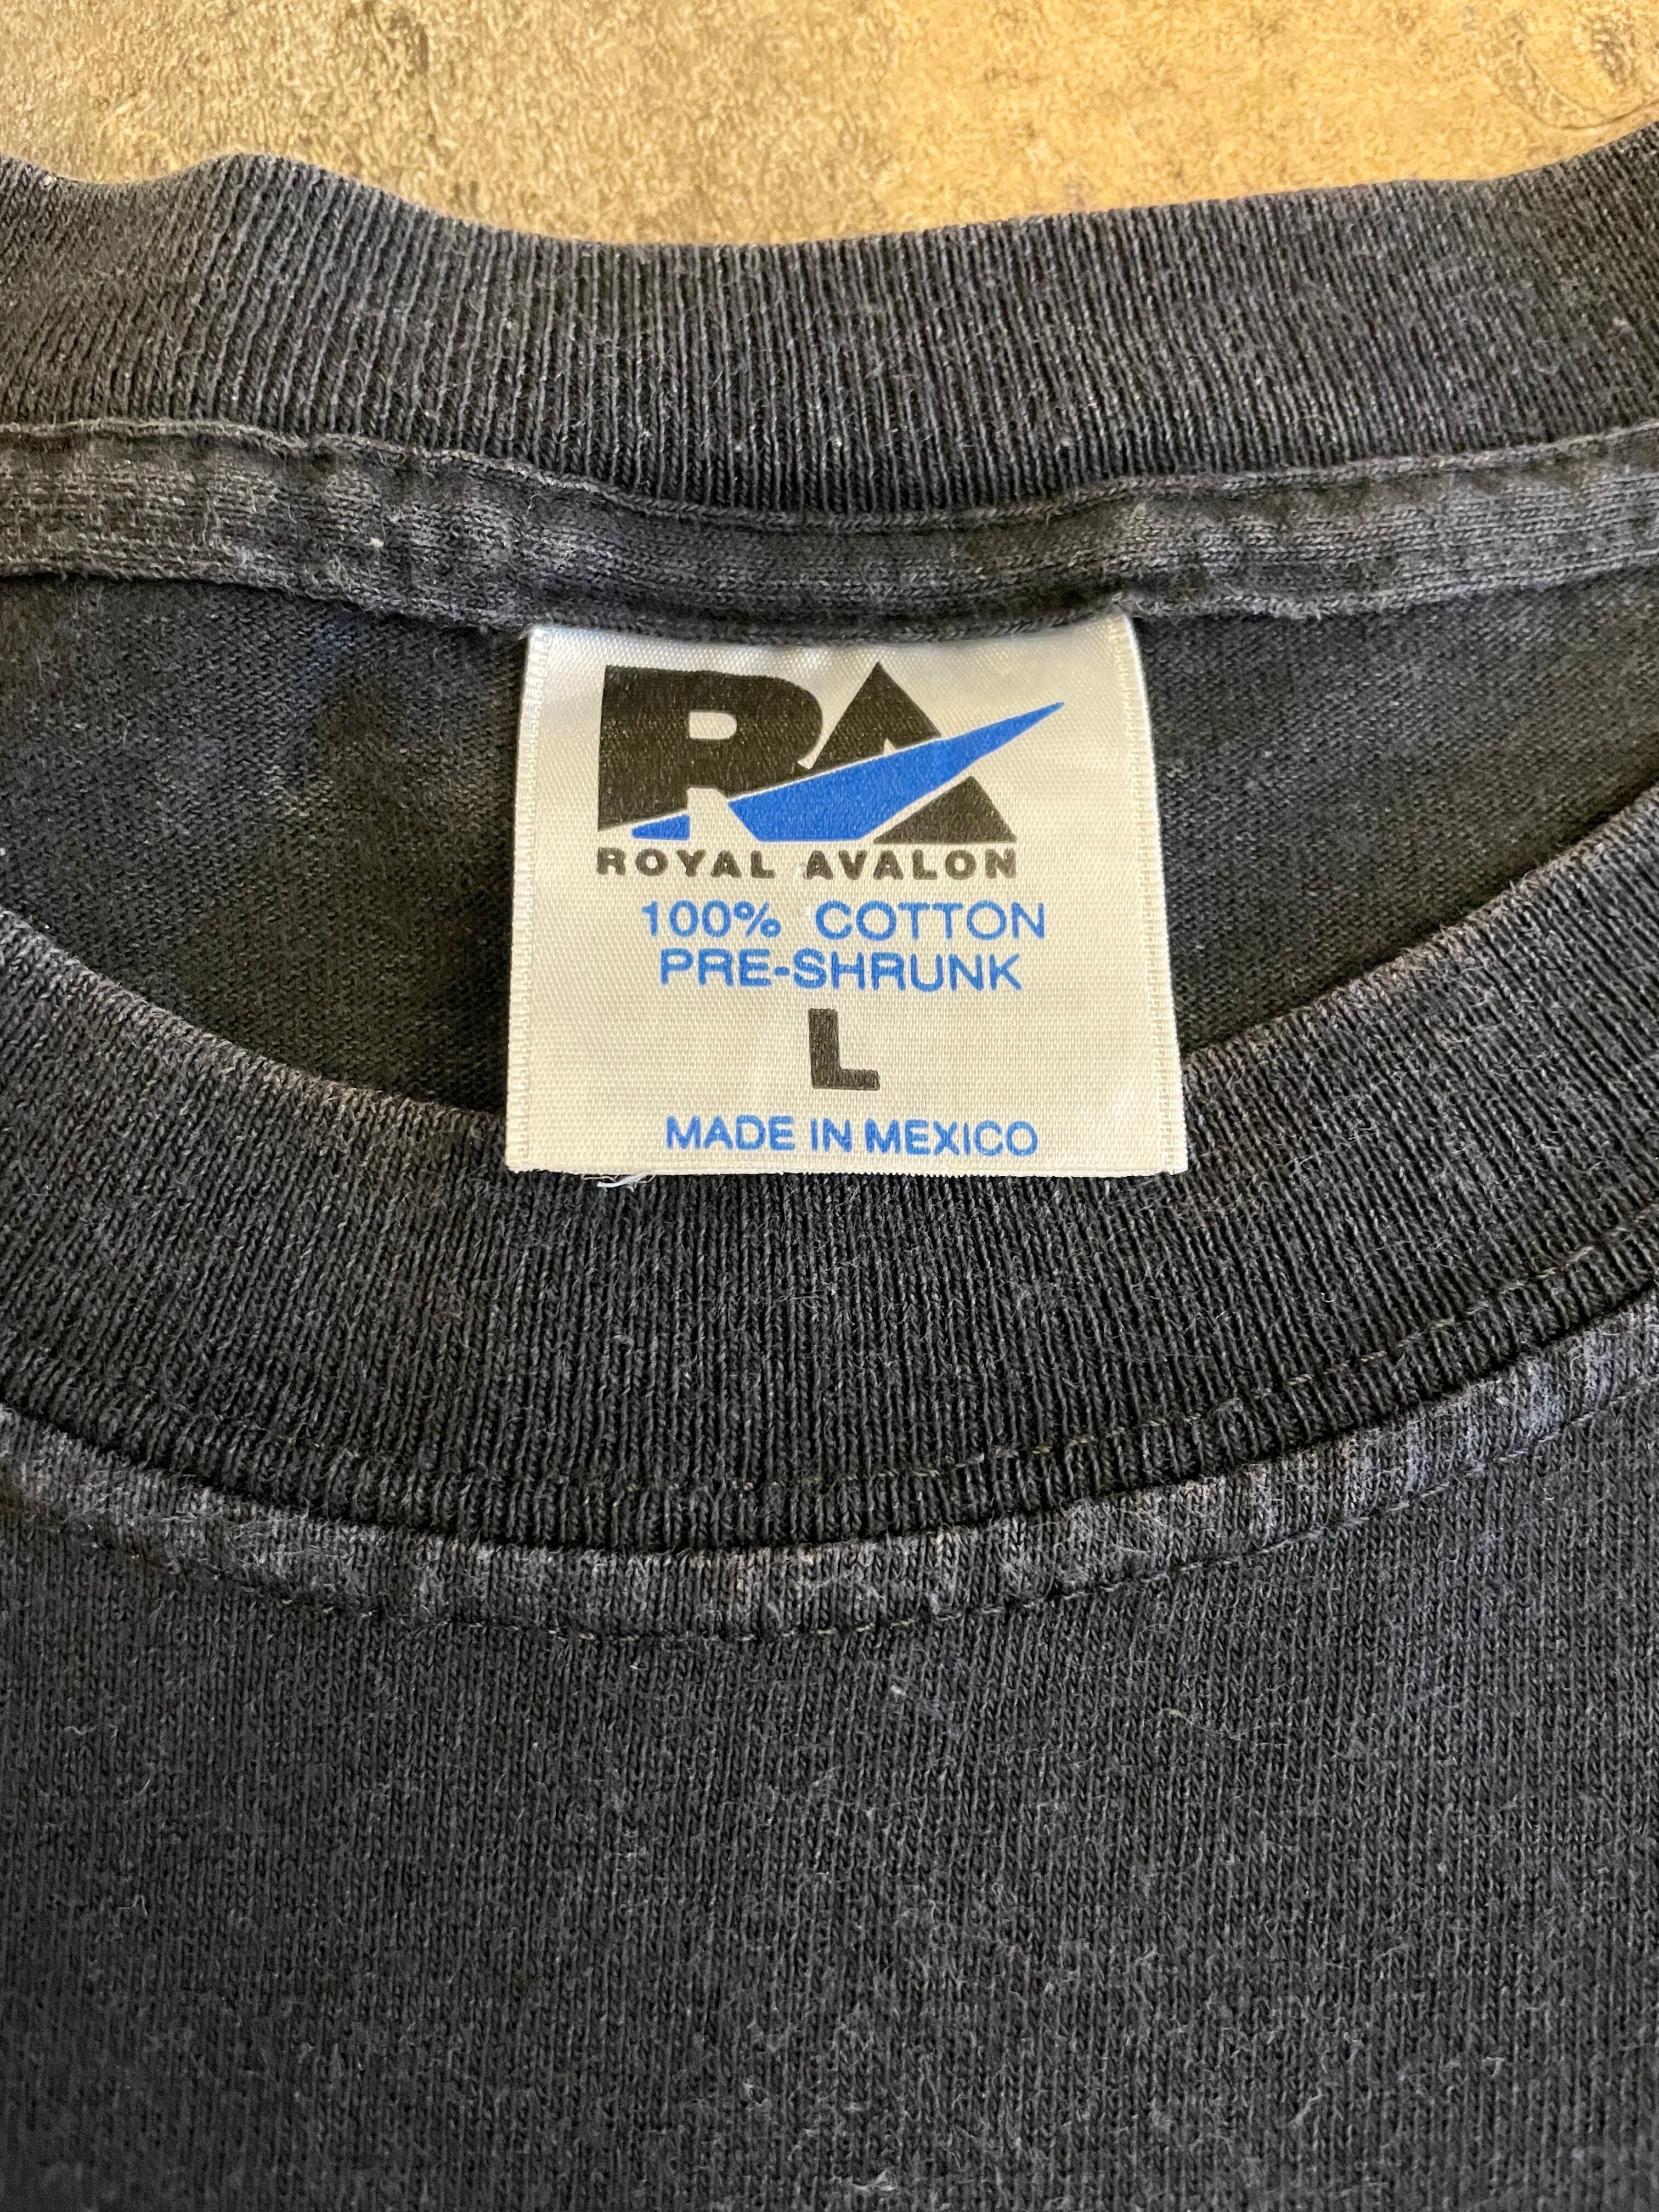 RA
ROYAL AVALON
100% COTTON
PRE-SHRUNK
L
MADE IN MEXICO